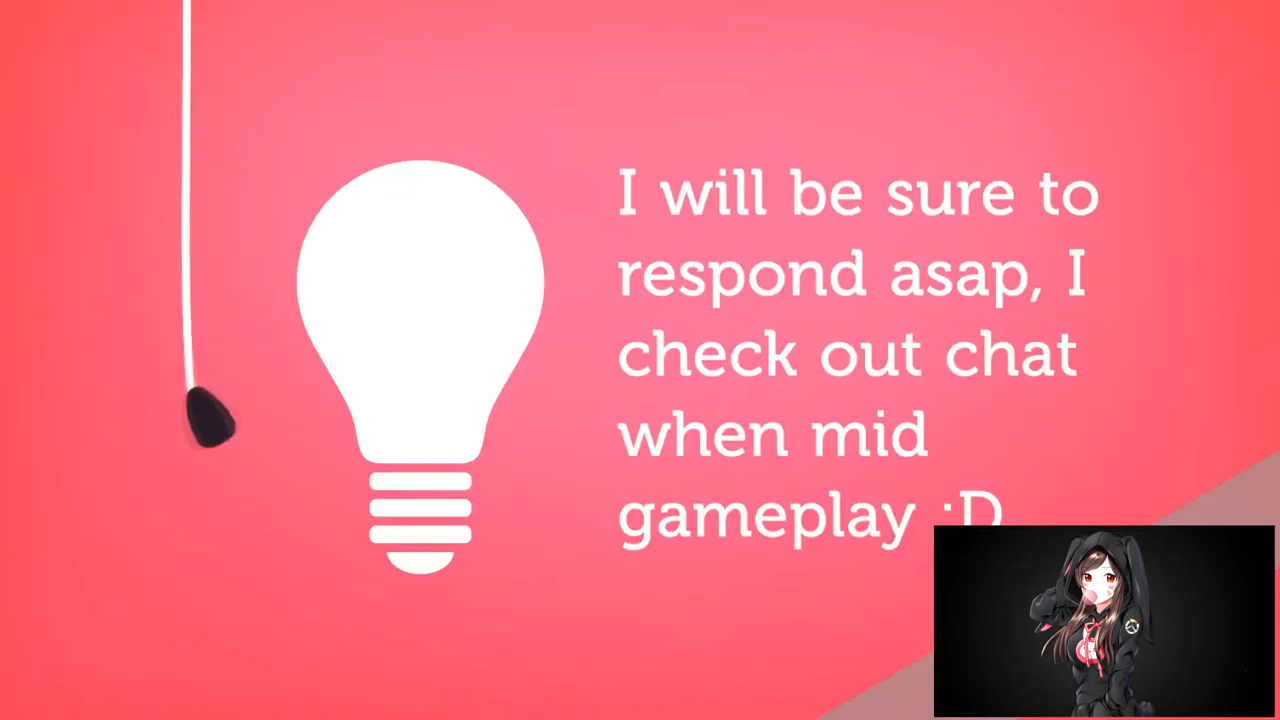 I will be sure to
respond asap, I
check out chat
when mid
gameplay :D